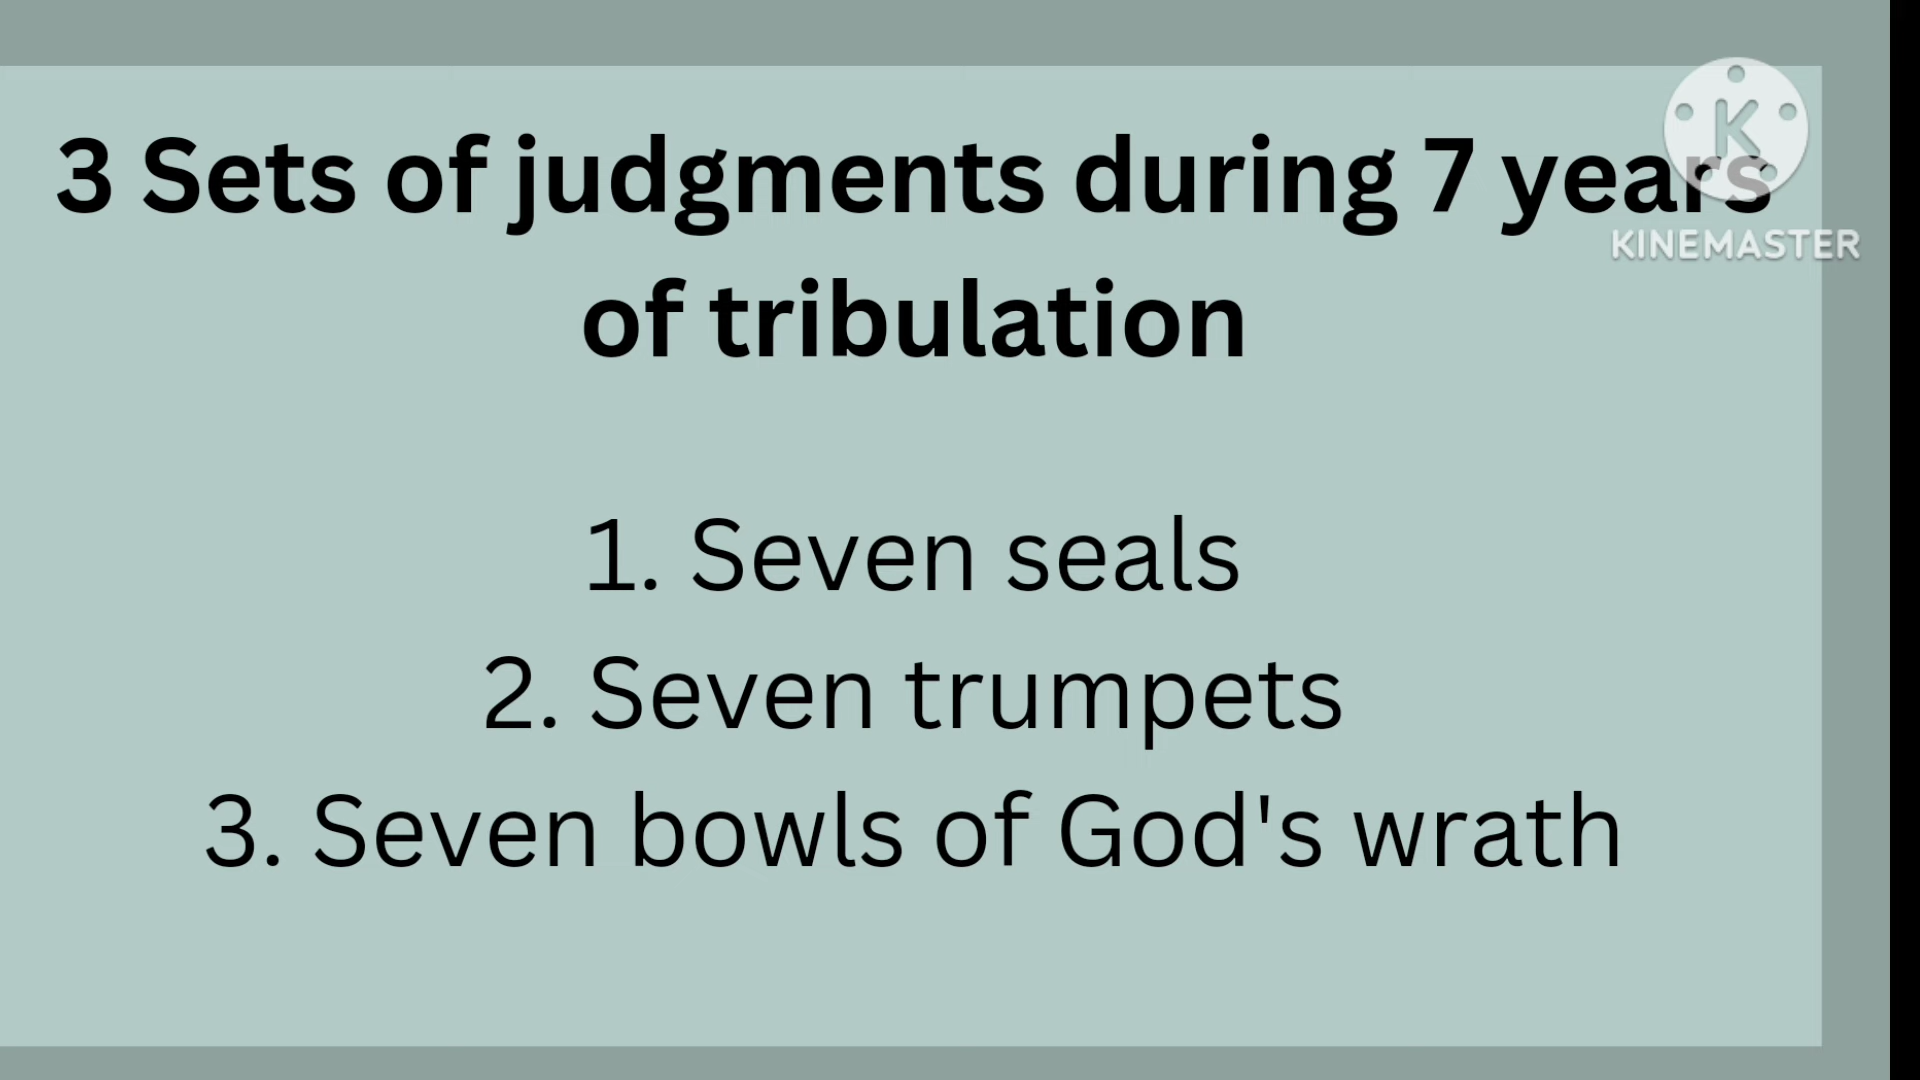 3 Sets of judgments during 7 years
of tribulation
K
KINEMASTER
1. Seven seals
2. Seven trumpets
3. Seven bowls of God's wrath